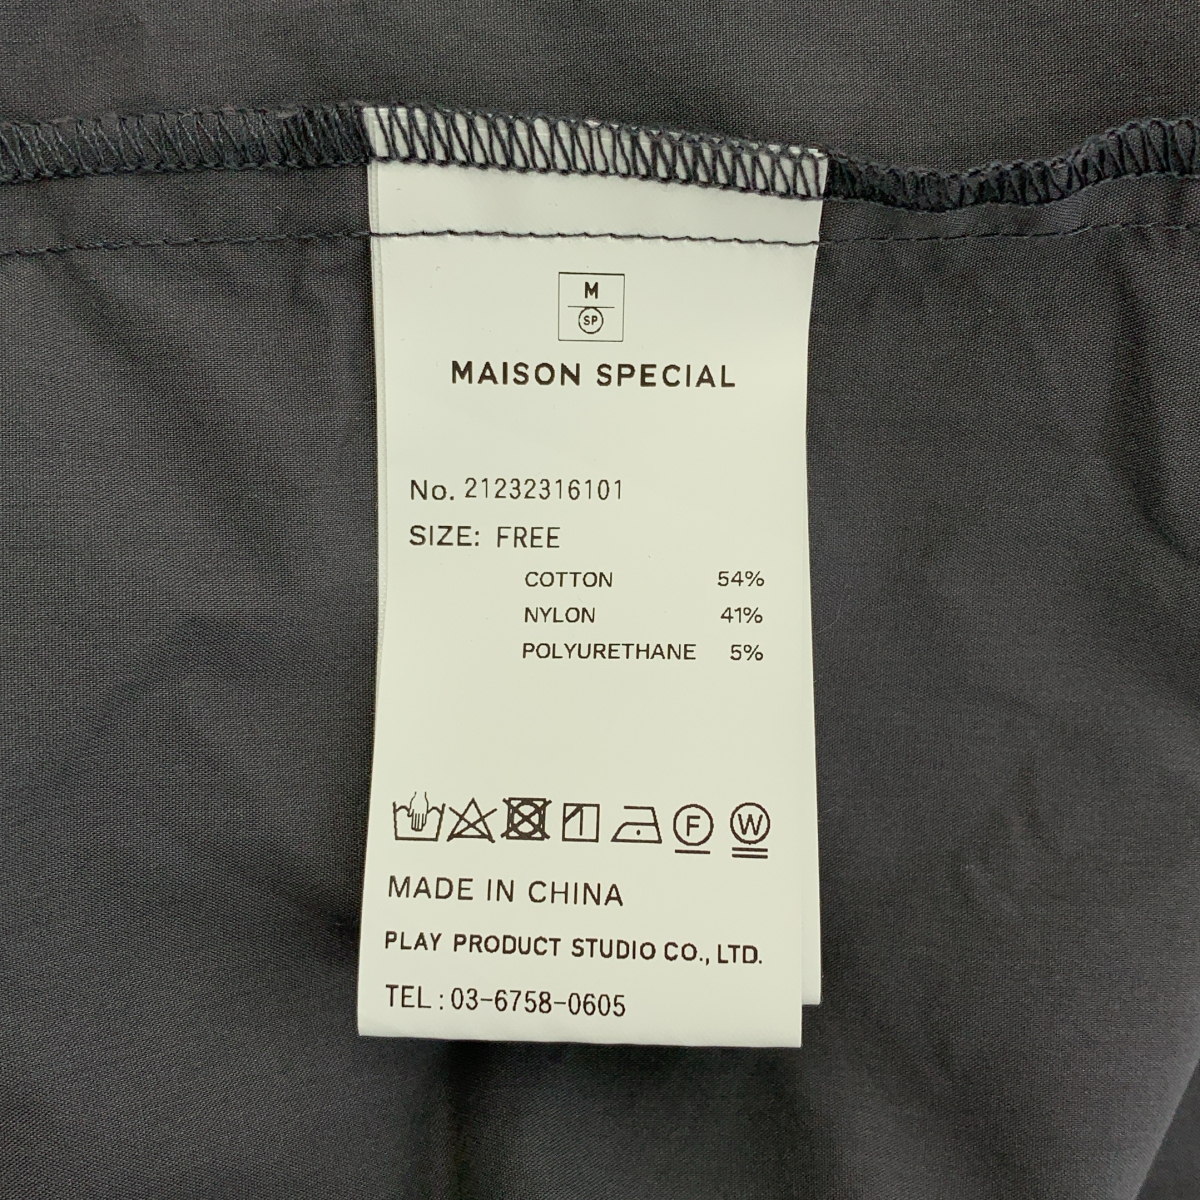 M
SP
MAISON SPECIAL
No. 21232316101
SIZE: FREE
COTTON 54%
NYLON 41%
POLYURETHANE 5%
F W
MADE IN CHINA
PLAY PRODUCT STUDIO CO., LTD.
TEL : 03-6758-0605